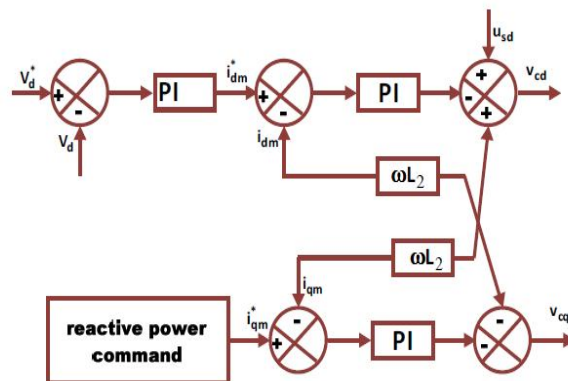 u_sd
V_d^*
+
-
V_d
PI
i_dm^*
+
-
i_dm
PI
+
-
+
v_cd
ωL_2
ωL_2
i_qm
reactive power
command
i_qm^*
-
+
PI
-
-
v_cq